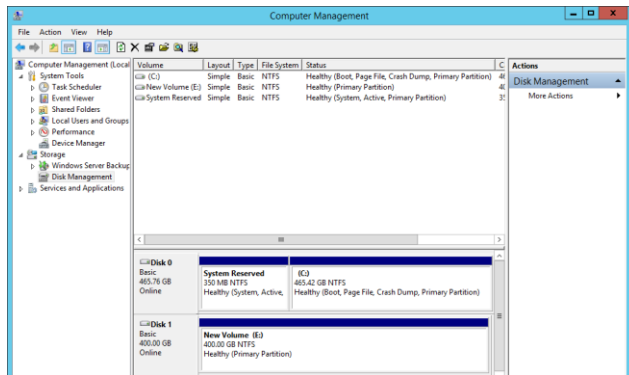 Computer Management
File Action View Help
Computer Management (Local
System Tools
Task Scheduler
Event Viewer
Shared Folders
Local Users and Groups
Performance
Device Manager
Storage
Windows Server Backup
Disk Management
Services and Applications
Volume Layout Type File System Status C
(C:) Simple Basic NTFS Healthy (Boot, Page File, Crash Dump, Primary Partition) 46
New Volume (E:) Simple Basic NTFS Healthy (Primary Partition) 40
System Reserved Simple Basic NTFS Healthy (System, Active, Primary Partition)
Disk 0
Basic
465.76 GB
Online
System Reserved
350 MB NTFS
Healthy (System, Active,
(C:)
465.42 GB NTFS
Healthy (Boot, Page File, Crash Dump, Primary Partition)
Disk 1
Basic
400.00 GB
Online
New Volume (E:)
400.00 GB NTFS
Healthy (Primary Partition)
Actions
Disk Management
More Actions